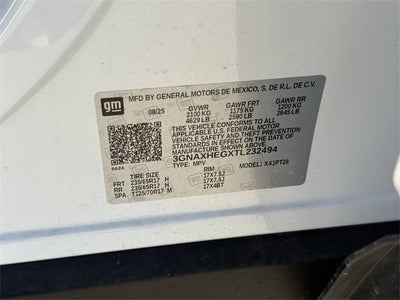 gm
MFD BY GENERAL MOTORS DE MEXICO, S. DE R.L. DE C.V.
08/25 GVWR GAWR FRT GAWR RR
2100 KG 1175 KG 1200 KG
4629 LB 2590 LB 2645 LB
THIS VEHICLE CONFORMS TO ALL
APPLICABLE U.S. FEDERAL MOTOR
VEHICLE SAFETY AND THEFT PREVENTION
STANDARDS IN EFFECT ON THE DATE OF
MANUFACTURE SHOWN ABOVE.
3GNAXHEGXTL232494
TYPE: MPV MODEL: X41PT26
6624
TIRE SIZE RIM
FRT 235/65R17 H 17X7.5J
RR 235/65R17 H 17X7.5J
SPA T125/70R17 M 17X4BT